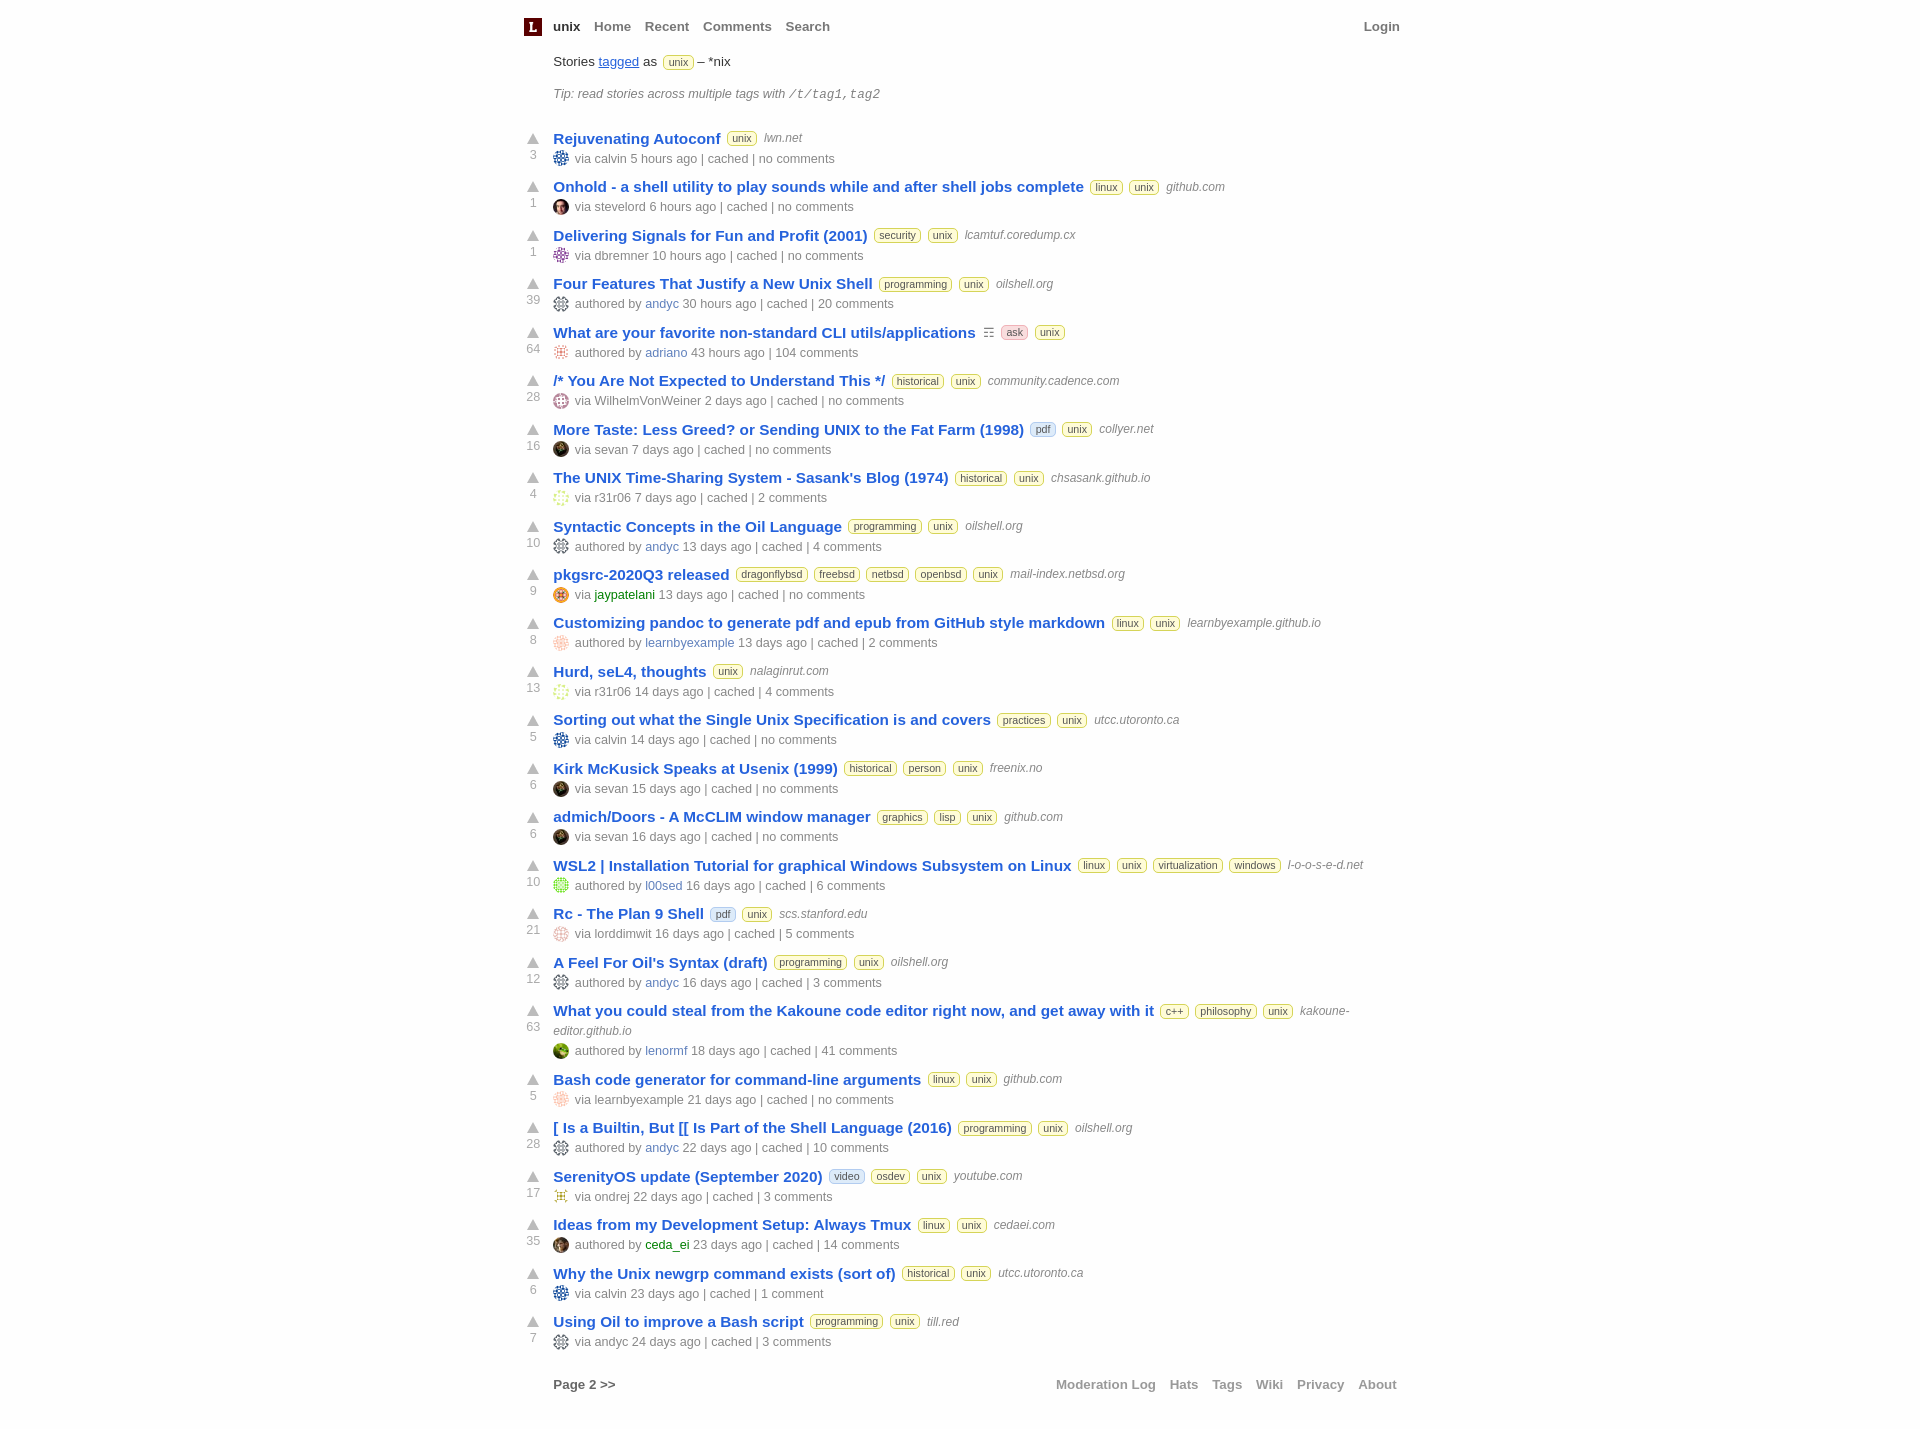 L unix Home Recent Comments Search Login
Stories tagged as unix – *nix
Tip: read stories across multiple tags with /t/tag1,tag2
Rejuvenating Autoconf unix lwn.net
3 via calvin 5 hours ago | cached | no comments
Onhold - a shell utility to play sounds while and after shell jobs complete linux unix github.com
1 via stevelord 6 hours ago | cached | no comments
Delivering Signals for Fun and Profit (2001) security unix lcamtuf.coredump.cx
1 via dbremner 10 hours ago | cached | no comments
Four Features That Justify a New Unix Shell programming unix oilshell.org
39 authored by andyc 30 hours ago | cached | 20 comments
What are your favorite non-standard CLI utils/applications ☶ ask unix
64 authored by adriano 43 hours ago | 104 comments
/* You Are Not Expected to Understand This */ historical unix community.cadence.com
28 via WilhelmVonWeiner 2 days ago | cached | no comments
More Taste: Less Greed? or Sending UNIX to the Fat Farm (1998) pdf unix collyer.net
16 via sevan 7 days ago | cached | no comments
The UNIX Time-Sharing System - Sasank's Blog (1974) historical unix chsasank.github.io
4 via r31r06 7 days ago | cached | 2 comments
Syntactic Concepts in the Oil Language programming unix oilshell.org
10 authored by andyc 13 days ago | cached | 4 comments
pkgsrc-2020Q3 released dragonflybsd freebsd netbsd openbsd unix mail-index.netbsd.org
9 via jaypatelani 13 days ago | cached | no comments
Customizing pandoc to generate pdf and epub from GitHub style markdown linux unix learnbyexample.github.io
8 authored by learnbyexample 13 days ago | cached | 2 comments
Hurd, seL4, thoughts unix nalaginrut.com
13 via r31r06 14 days ago | cached | 4 comments
Sorting out what the Single Unix Specification is and covers practices unix utcc.utoronto.ca
5 via calvin 14 days ago | cached | no comments
Kirk McKusick Speaks at Usenix (1999) historical person unix freenix.no
6 via sevan 15 days ago | cached | no comments
admich/Doors - A McCLIM window manager graphics lisp unix github.com
6 via sevan 16 days ago | cached | no comments
WSL2 | Installation Tutorial for graphical Windows Subsystem on Linux linux unix virtualization windows l-o-o-s-e-d.net
10 authored by l00sed 16 days ago | cached | 6 comments
Rc - The Plan 9 Shell pdf unix scs.stanford.edu
21 via lorddimwit 16 days ago | cached | 5 comments
A Feel For Oil's Syntax (draft) programming unix oilshell.org
12 authored by andyc 16 days ago | cached | 3 comments
What you could steal from the Kakoune code editor right now, and get away with it c++ philosophy unix kakoune-
63 editor.github.io
authored by lenormf 18 days ago | cached | 41 comments
Bash code generator for command-line arguments linux unix github.com
5 via learnbyexample 21 days ago | cached | no comments
[ Is a Builtin, But [[ Is Part of the Shell Language (2016) programming unix oilshell.org
28 authored by andyc 22 days ago | cached | 10 comments
SerenityOS update (September 2020) video osdev unix youtube.com
17 via ondrej 22 days ago | cached | 3 comments
Ideas from my Development Setup: Always Tmux linux unix cedaei.com
35 authored by ceda_ei 23 days ago | cached | 14 comments
Why the Unix newgrp command exists (sort of) historical unix utcc.utoronto.ca
6 via calvin 23 days ago | cached | 1 comment
Using Oil to improve a Bash script programming unix till.red
7 via andyc 24 days ago | cached | 3 comments
Page 2 >> Moderation Log Hats Tags Wiki Privacy About